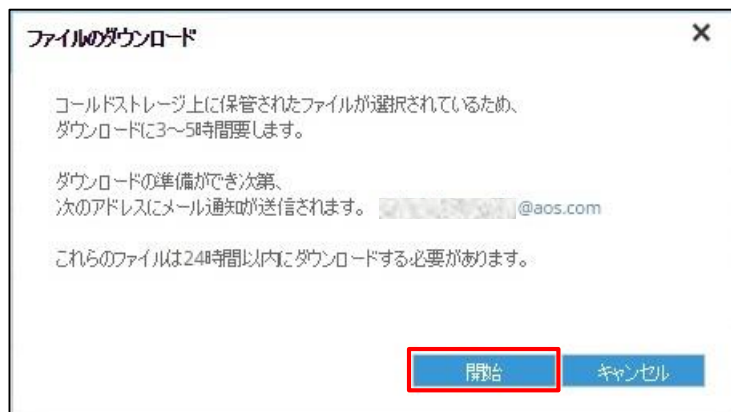 ファイルのダウンロード
コールドストレージ上に保管されたファイルが選択されているため、
ダウンロードに3～5時間要します。
ダウンロードの準備ができ次第、
次のアドレスにメール通知が送信されます。 @aos.com
これらのファイルは24時間以内にダウンロードする必要があります。
開始 キャンセル